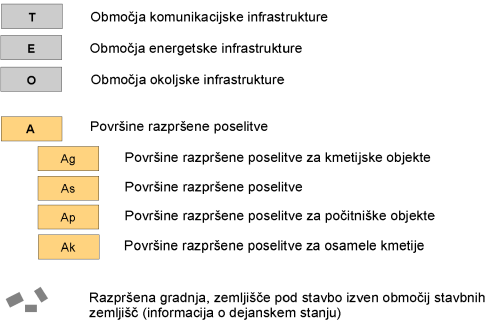 T Območja komunikacijske infrastrukture
E Območja energetske infrastrukture
O Območja okoljske infrastrukture
A Površine razpršene poselitve
Ag Površine razpršene poselitve za kmetijske objekte
As Površine razpršene poselitve
Ap Površine razpršene poselitve za počitniške objekte
Ak Površine razpršene poselitve za osamele kmetije
Razpršena gradnja, zemljišče pod stavbo izven območij stavbnih
zemljišč (informacija o dejanskem stanju)